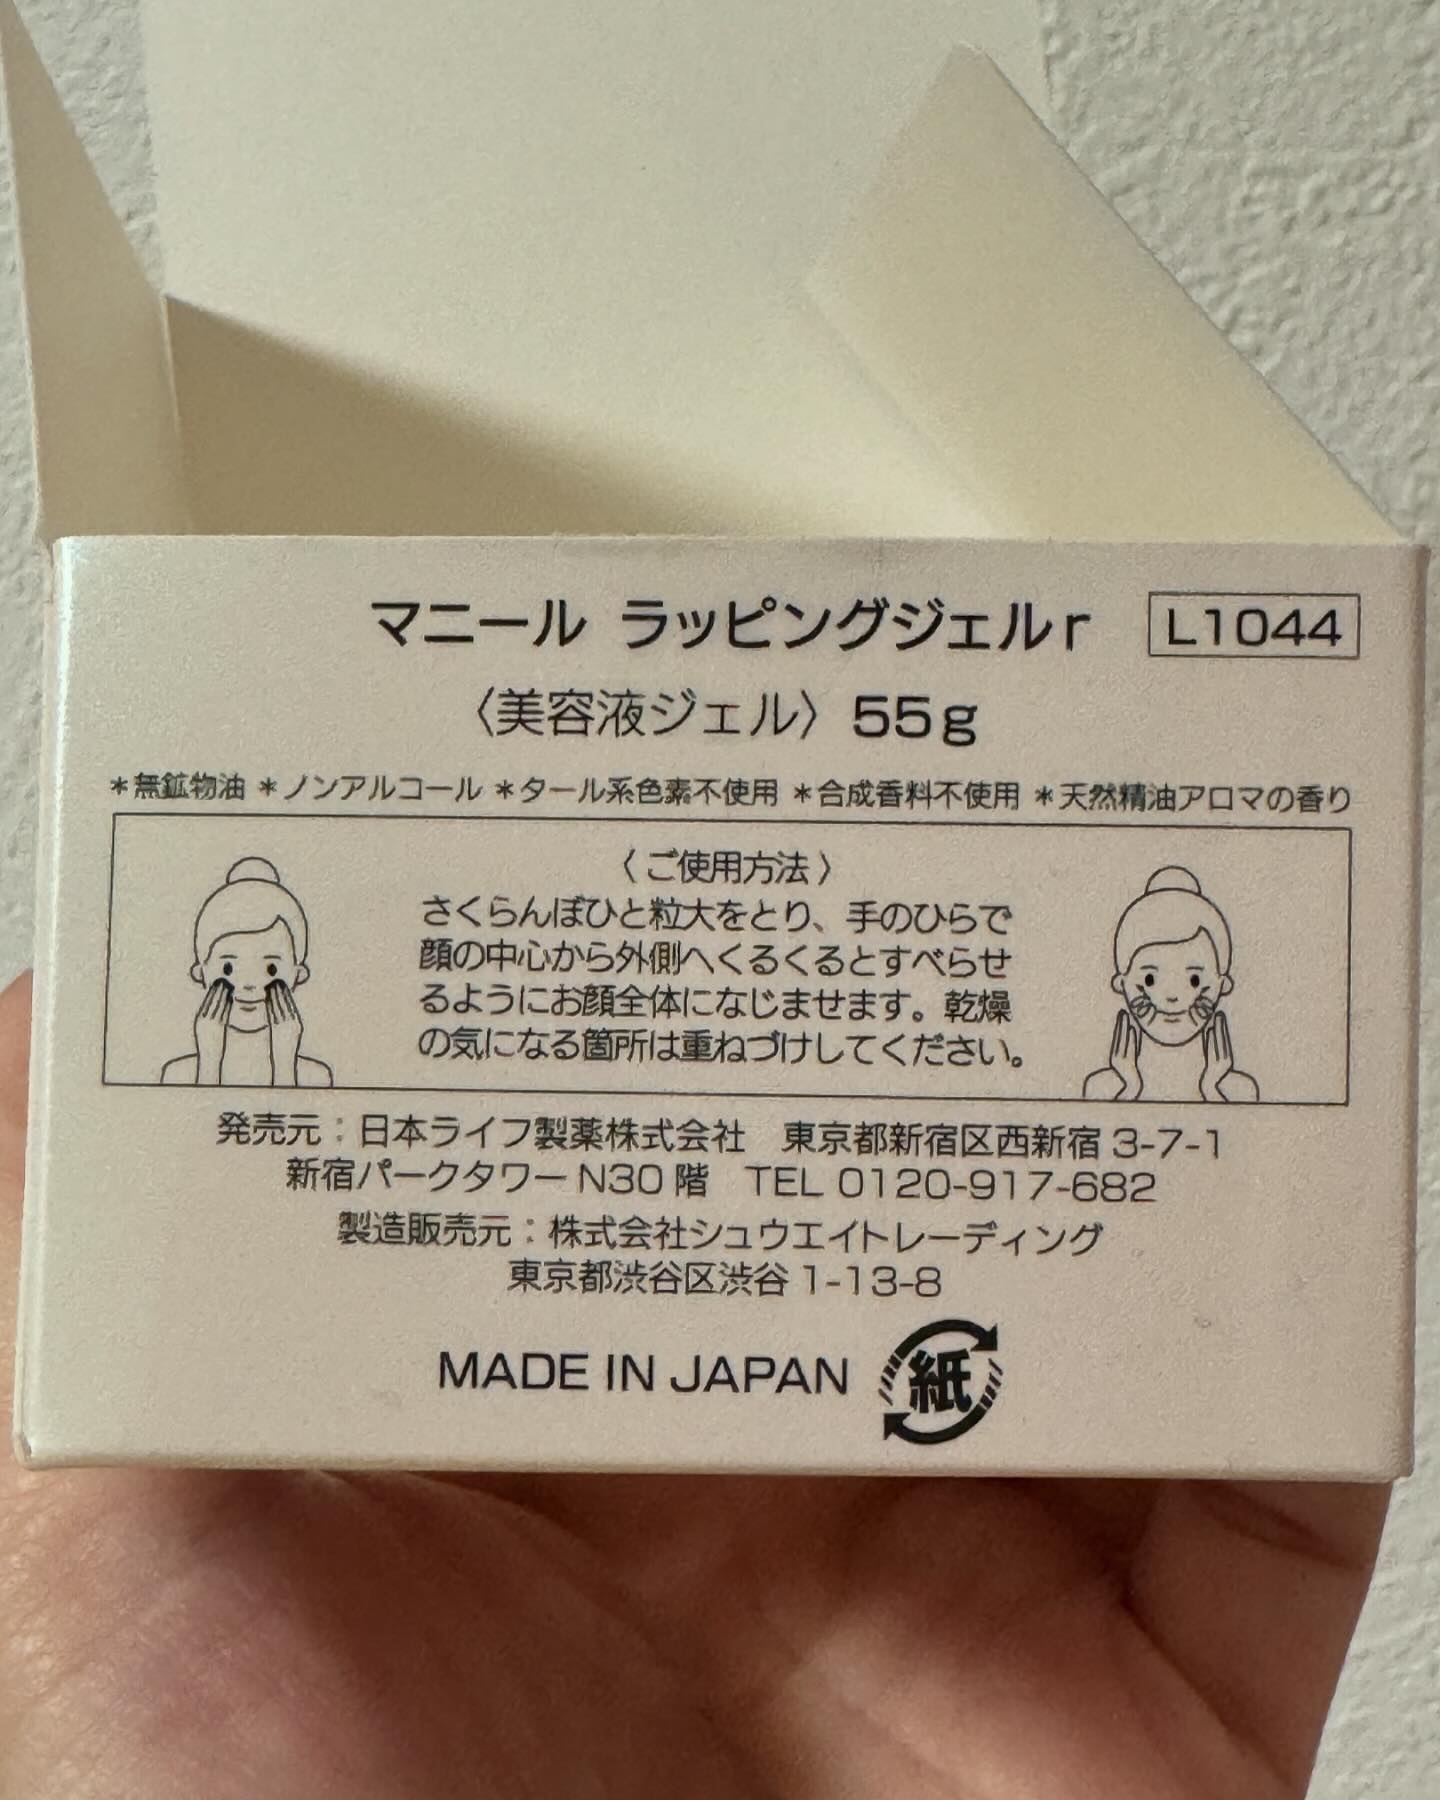 マニール ラッピングジェルr L1044
〈美容液ジェル〉55g
＊無鉱物油 ＊ノンアルコール ＊タール系色素不使用 ＊合成香料不使用 ＊天然精油アロマの香り
〈ご使用方法〉
さくらんぼひと粒大をとり、手のひらで
顔の中心から外側へくるくるとすべらせ
るようにお顔全体になじませます。乾燥
の気になる箇所は重ねづけしてください。
発売元：日本ライフ製薬株式会社　東京都新宿区西新宿 3-7-1
新宿パークタワー N30 階　TEL 0120-917-682
製造販売元：株式会社シュウエイトレーディング
東京都渋谷区渋谷 1-13-8
MADE IN JAPAN 紙